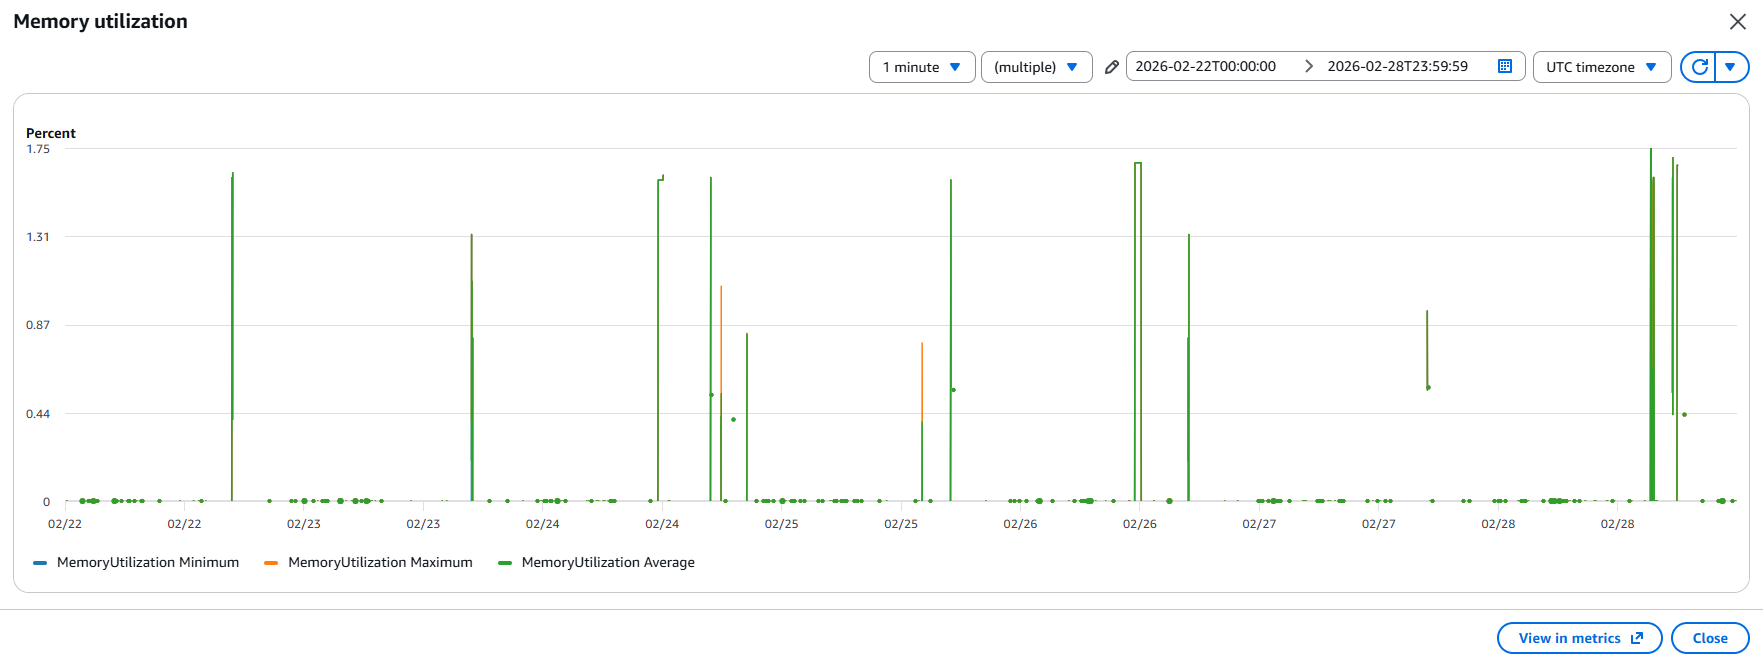 Memory utilization
1 minute (multiple) 2026-02-22T00:00:00 2026-02-28T23:59:59 UTC timezone
Percent
1.75
1.31
0.87
0.44
0
02/22 02/22 02/23 02/23 02/24 02/24 02/25 02/25 02/26 02/26 02/27 02/27 02/28 02/28
MemoryUtilization Minimum MemoryUtilization Maximum MemoryUtilization Average
View in metrics Close